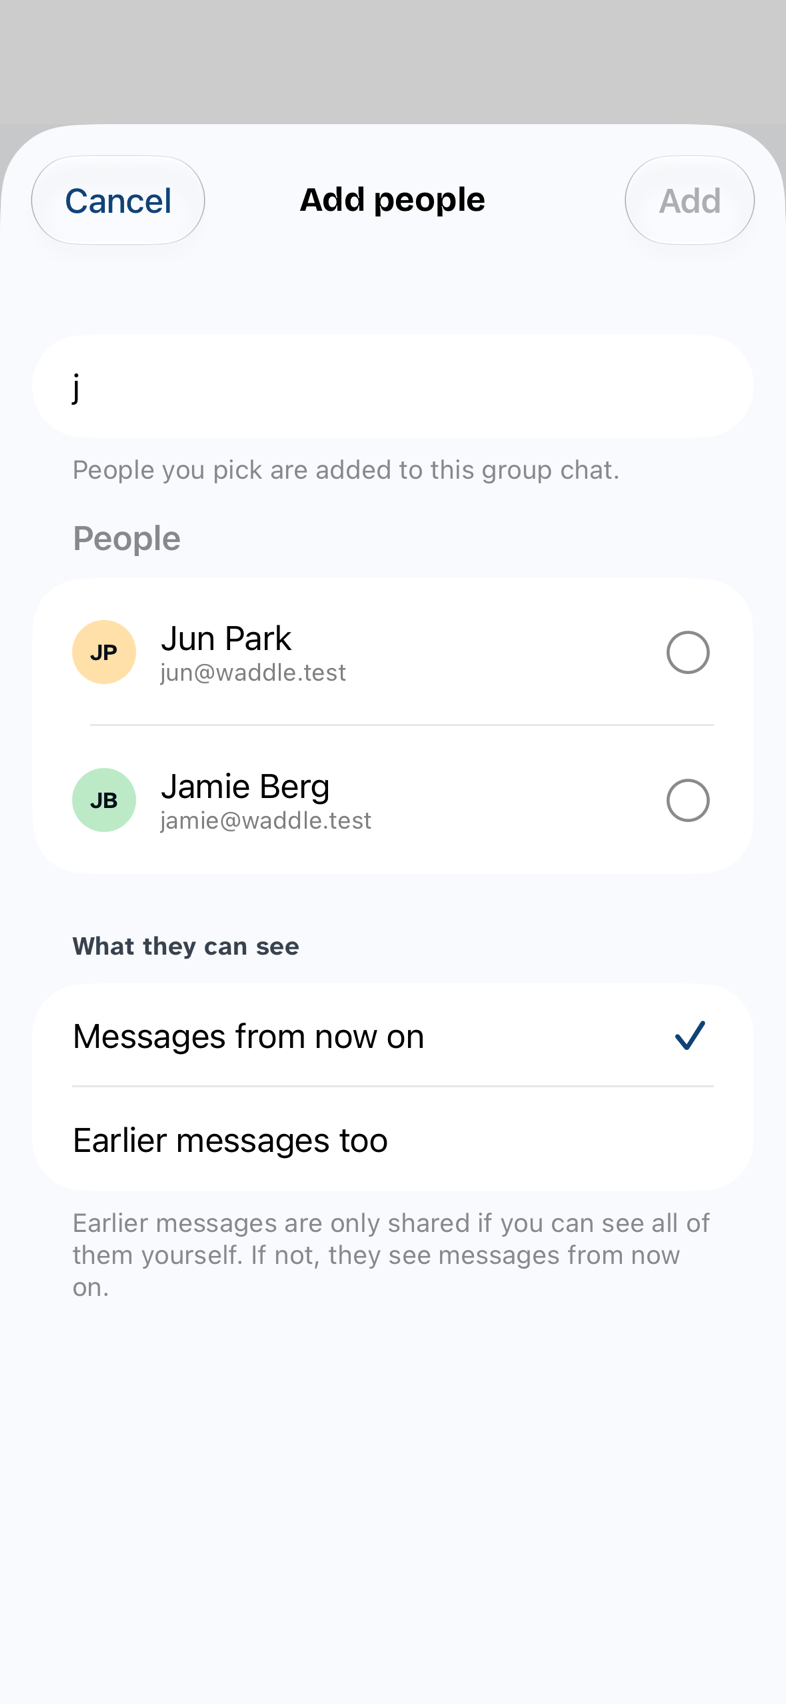 Cancel
Add people
Add
j
People you pick are added to this group chat.
People
JP
Jun Park
jun@waddle.test
JB
Jamie Berg
jamie@waddle.test
What they can see
Messages from now on
Earlier messages too
Earlier messages are only shared if you can see all of
them yourself. If not, they see messages from now
on.